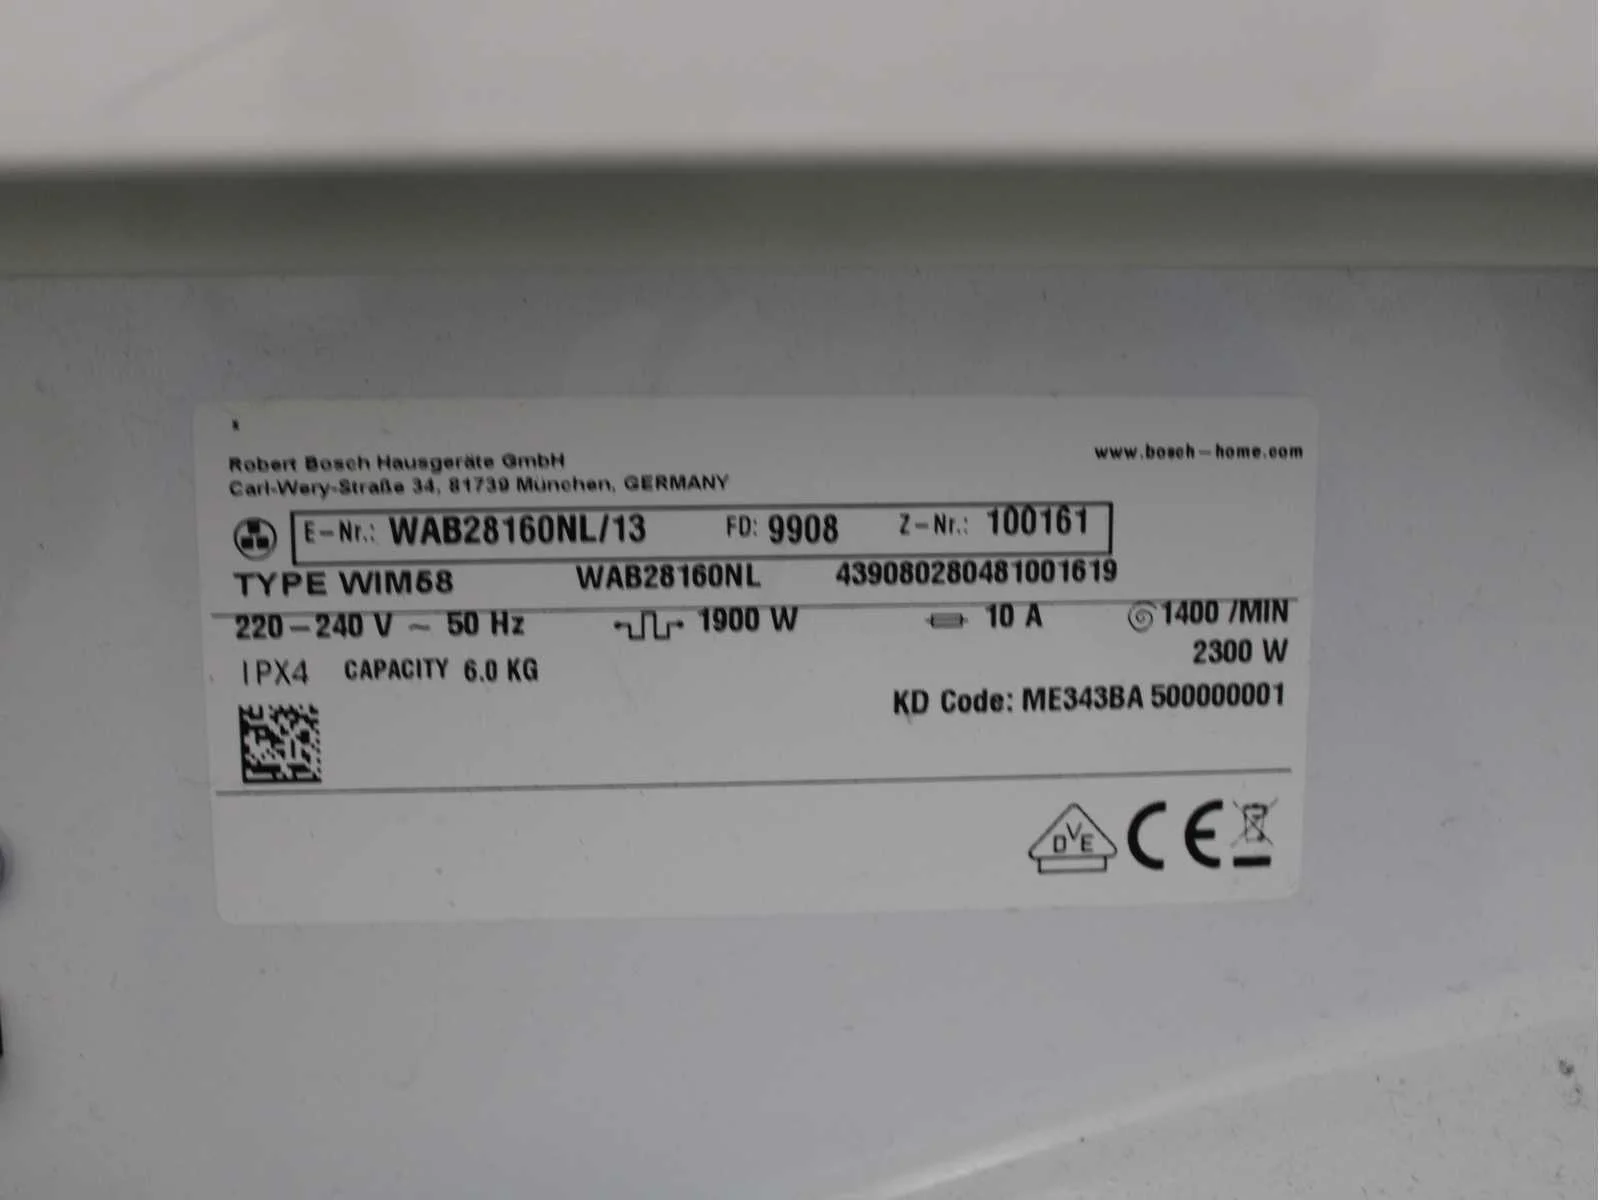 Robert Bosch Hausgeräte GmbH
www.bosch-home.com
Carl-Wery-Straße 34, 81739 München, GERMANY
E-Nr.: WAB28160NL/13 FD: 9908 Z-Nr.: 100161
TYPE WIM58 WAB28160NL 439080280481001619
220-240 V ~ 50 Hz 1900 W 10 A 1400 /MIN
2300 W
IPX4 CAPACITY 6.0 KG
KD Code: ME343BA 500000001
DVE CE